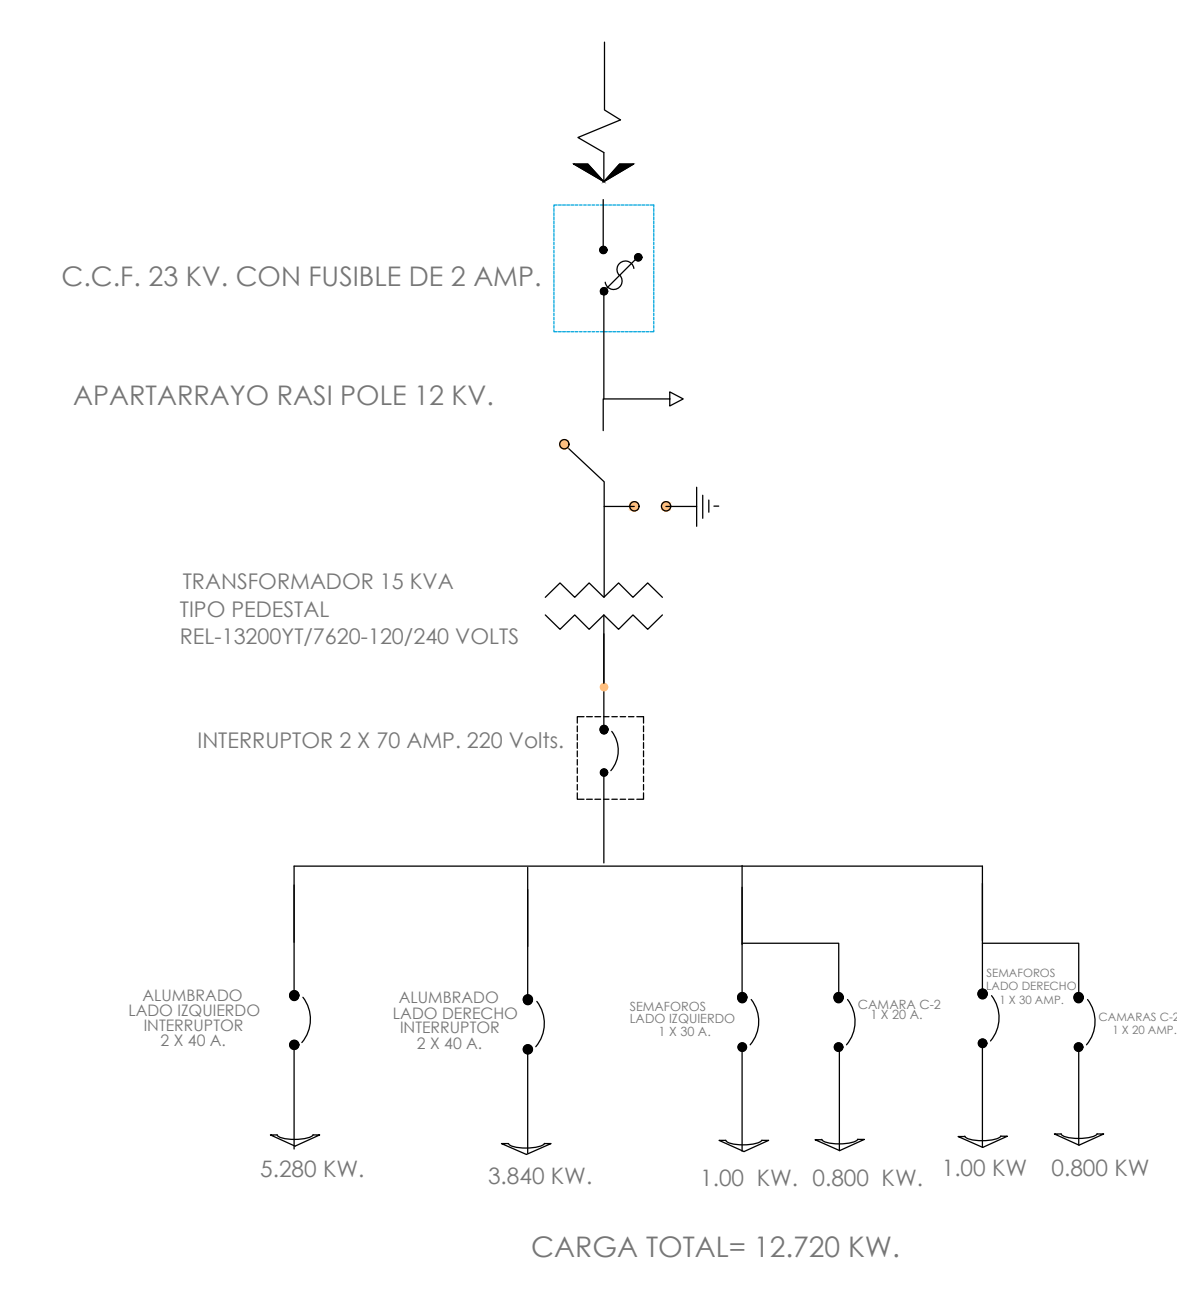 C.C.F. 23 KV. CON FUSIBLE DE 2 AMP.
APARTARRAYO RASI POLE 12 KV.
TRANSFORMADOR 15 KVA
TIPO PEDESTAL
REL-13200YT/7620-120/240 VOLTS
INTERRUPTOR 2 X 70 AMP. 220 Volts.
ALUMBRADO
LADO IZQUIERDO
INTERRUPTOR
2 X 40 A.
ALUMBRADO
LADO DERECHO
INTERRUPTOR
2 X 40 A.
SEMAFOROS
LADO IZQUIERDO
1 X 30 A.
CAMARA C-2
1 X 20 A.
SEMAFOROS
LADO DERECHO
1 X 30 AMP.
CAMARAS C-2
1 X 20 AMP.
5.280 KW.
3.840 KW.
1.00 KW.
0.800 KW.
1.00 KW
0.800 KW
CARGA TOTAL= 12.720 KW.